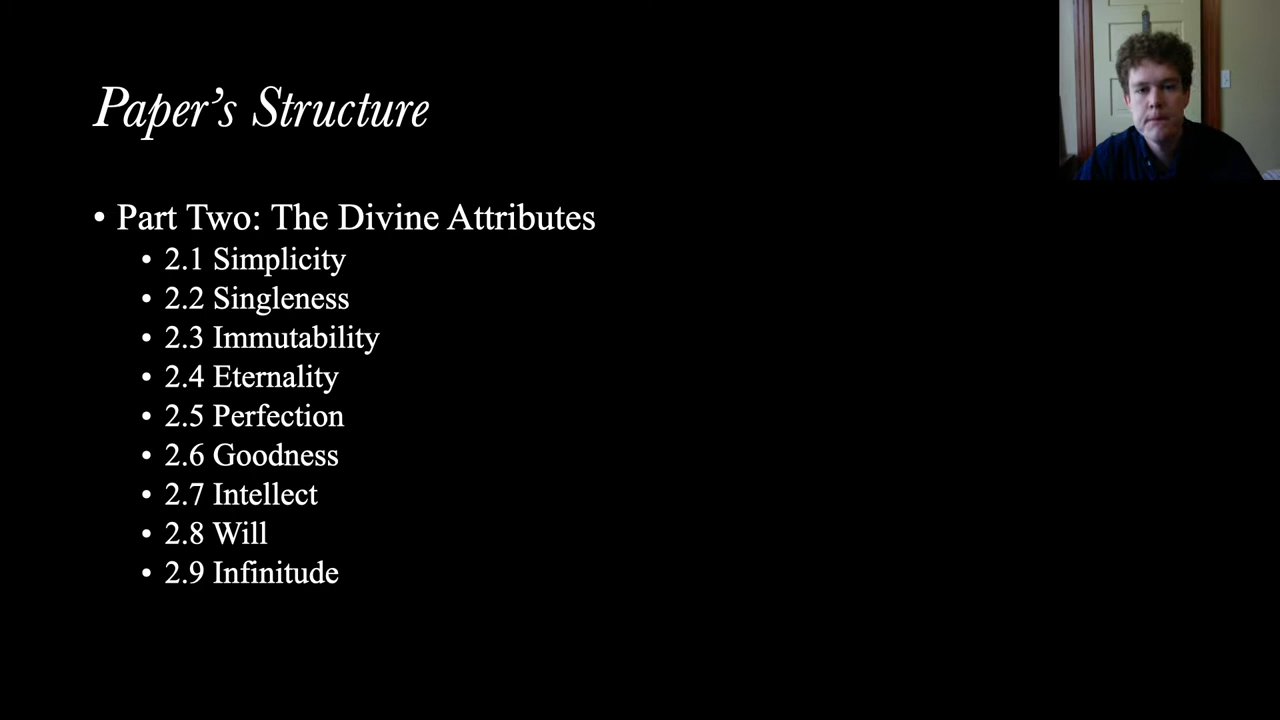 Paper’s Structure
• Part Two: The Divine Attributes
• 2.1 Simplicity
• 2.2 Singleness
• 2.3 Immutability
• 2.4 Eternality
• 2.5 Perfection
• 2.6 Goodness
• 2.7 Intellect
• 2.8 Will
• 2.9 Infinitude